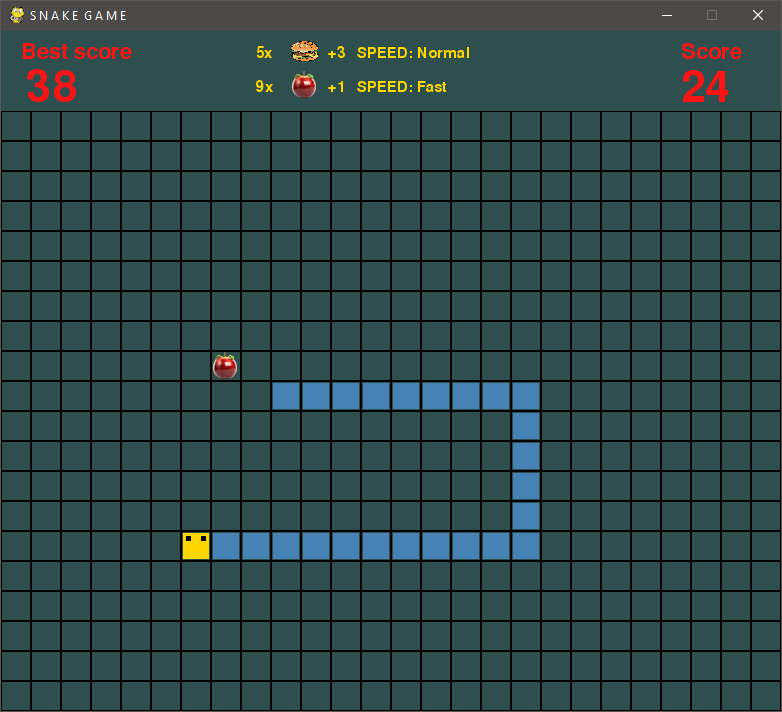 SNAKE GAME
Best score
38
5x +3 SPEED: Normal
9x +1 SPEED: Fast
Score
24